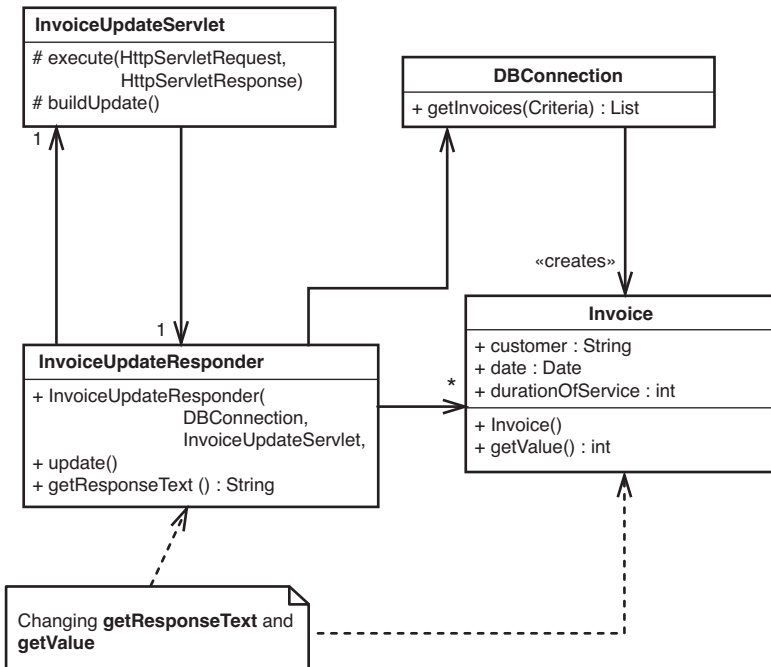 InvoiceUpdateServlet
# execute(HttpServletRequest,
HttpServletResponse)
# buildUpdate()
DBConnection
+ getInvoices(Criteria) : List
1
«creates»
1
Invoice
+ customer : String
+ date : Date
+ durationOfService : int
+ Invoice()
+ getValue() : int
InvoiceUpdateResponder
+ InvoiceUpdateResponder(
DBConnection,
InvoiceUpdateServlet,
+ update()
+ getResponseText () : String
*
Changing getResponseText and
getValue